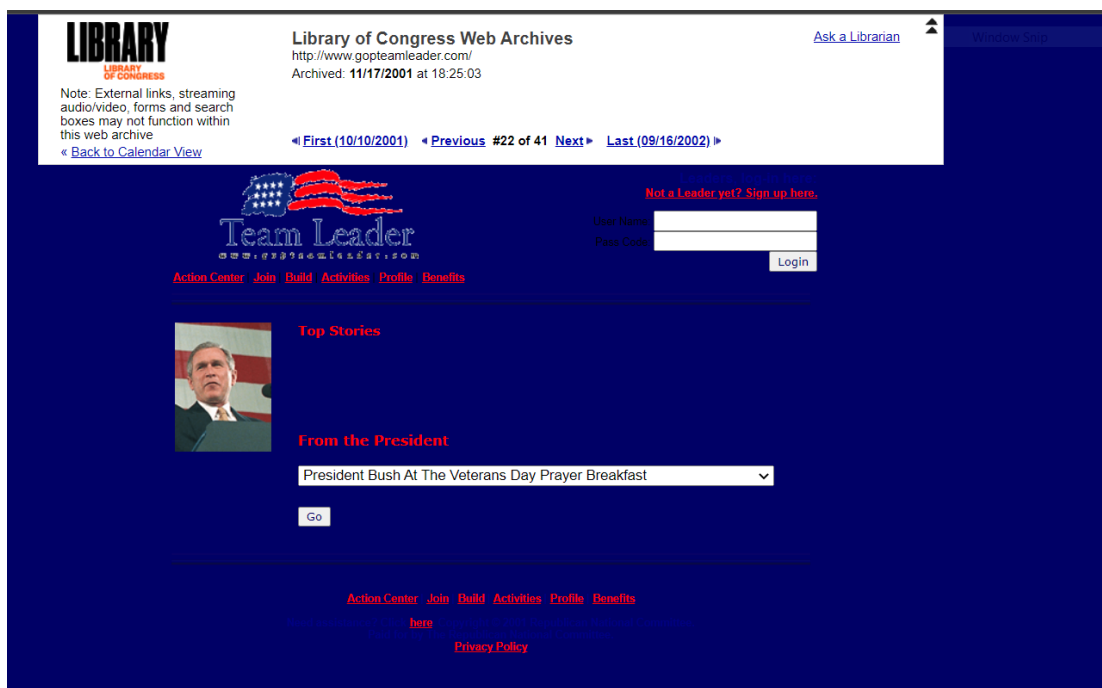 LIBRARY
LIBRARY
OF CONGRESS
Note: External links, streaming
audio/video, forms and search
boxes may not function within
this web archive
« Back to Calendar View
Library of Congress Web Archives
http://www.gopteamleader.com/
Archived: 11/17/2001 at 18:25:03
First (10/10/2001) Previous #22 of 41 Next Last (09/16/2002)
Ask a Librarian
Window Snip
Team Leader
www.gopteamleader.com
Not a Leader yet? Sign up here.
User Name:
Pass Code:
Login
Action Center Join Build Activities Profile Benefits
Top Stories
From the President
President Bush At The Veterans Day Prayer Breakfast
Go
Action Center Join Build Activities Profile Benefits
here
Privacy Policy